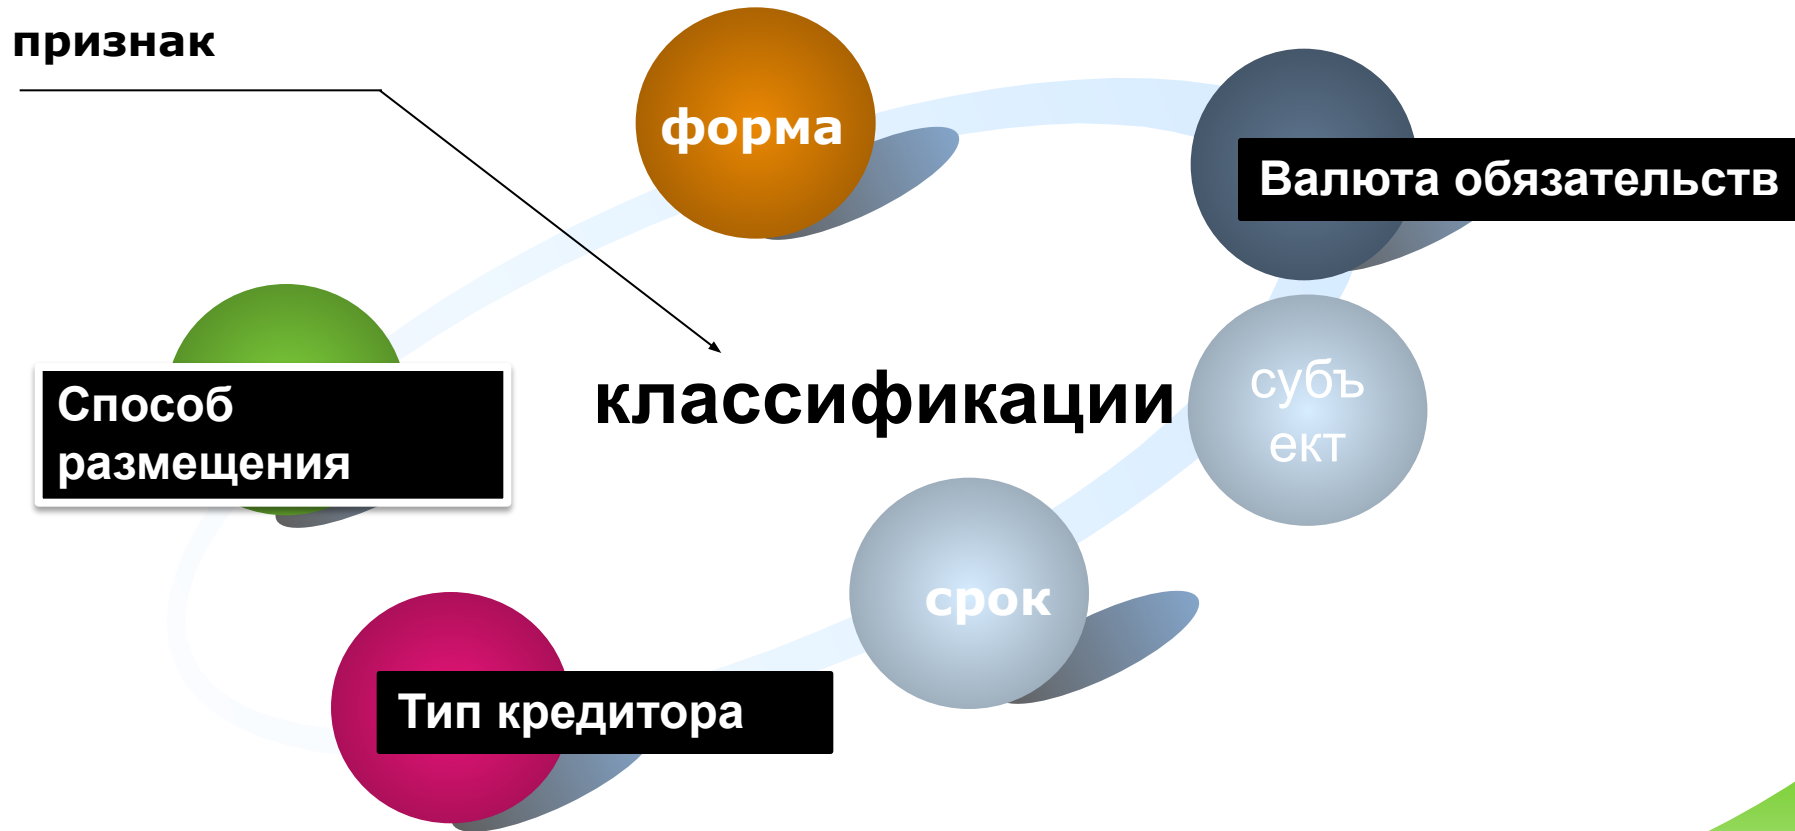 признак
форма
Валюта обязательств
Способ
размещения
классификации
субъ
ект
срок
Тип кредитора